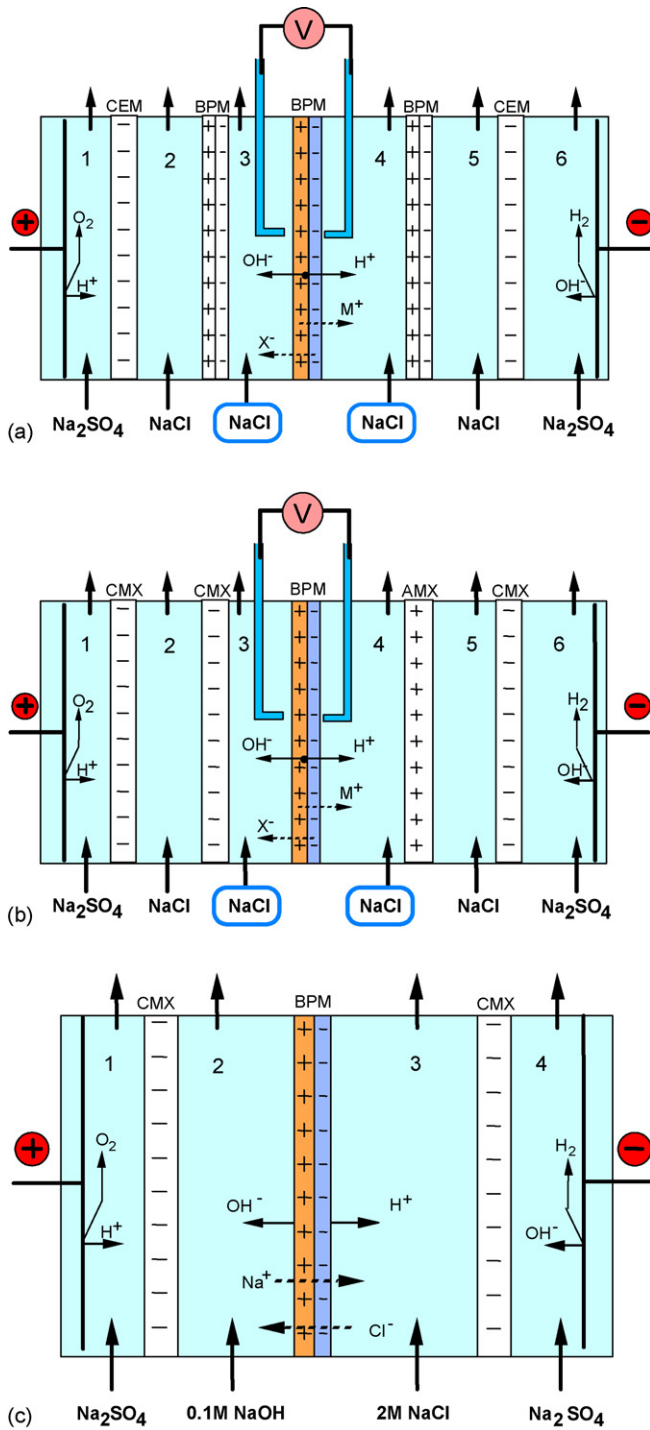 V
CEM BPM BPM BPM CEM
1 2 3 4 5 6
+ O₂ H₂ −
H⁺ OH⁻ H⁺ OH⁻
M⁺
X⁻
Na₂SO₄ NaCl NaCl NaCl NaCl Na₂SO₄
(a)
V
CMX CMX BPM AMX CMX
1 2 3 4 5 6
+ O₂ H₂ −
H⁺ OH⁻ H⁺ OH⁻
M⁺
X⁻
Na₂SO₄ NaCl NaCl NaCl NaCl Na₂SO₄
(b)
CMX BPM CMX
1 2 3 4
+ O₂ H₂ −
H⁺ OH⁻ H⁺ OH⁻
Na⁺
Cl⁻
Na₂SO₄ 0.1M NaOH 2M NaCl Na₂SO₄
(c)